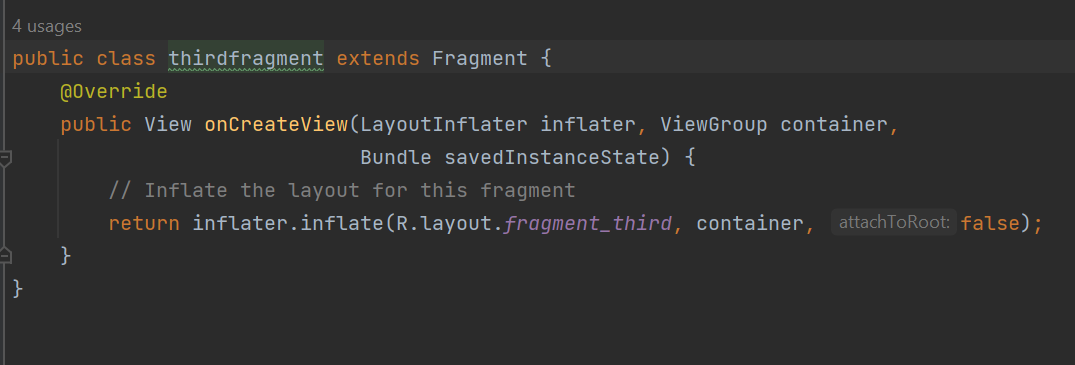 4 usages
public class thirdfragment extends Fragment {
@Override
public View onCreateView(LayoutInflater inflater, ViewGroup container,
Bundle savedInstanceState) {
// Inflate the layout for this fragment
return inflater.inflate(R.layout.fragment_third, container, attachToRoot: false);
}
}